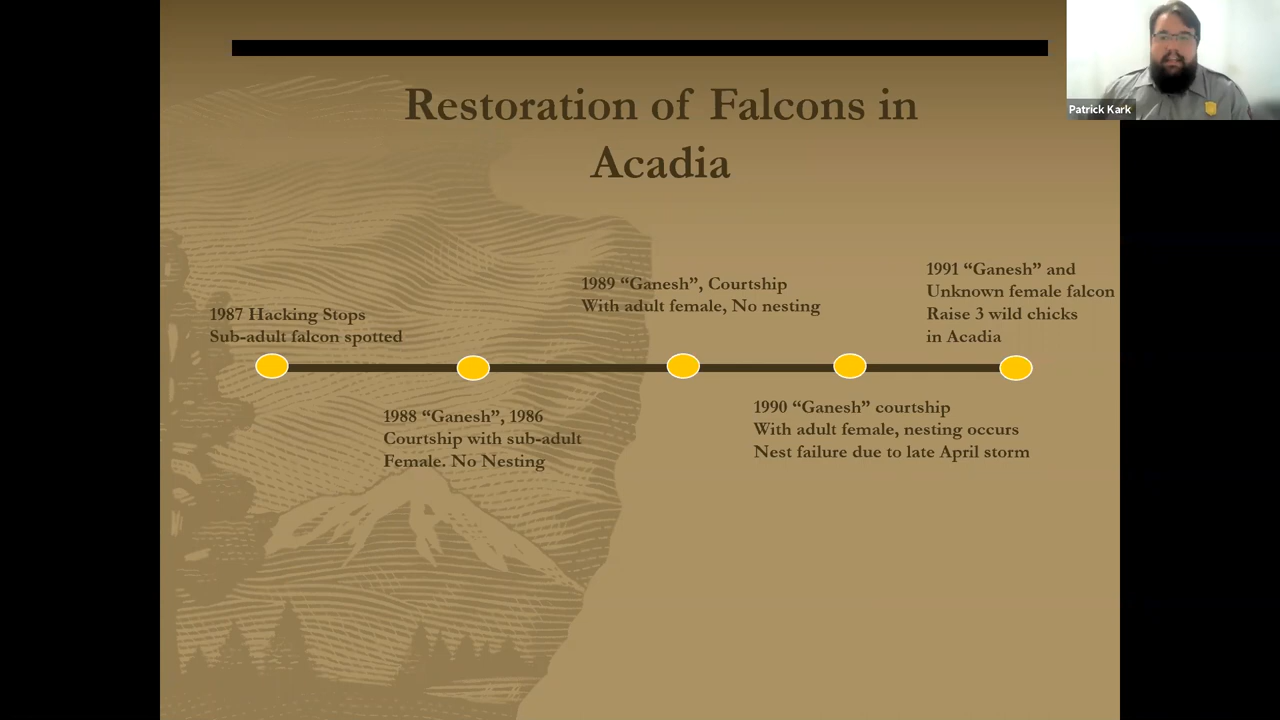 Restoration of Falcons in
Acadia
Patrick Kark
1987 Hacking Stops
Sub-adult falcon spotted
1988 “Ganesh”, 1986
Courtship with sub-adult
Female. No Nesting
1989 “Ganesh”, Courtship
With adult female, No nesting
1990 “Ganesh” courtship
With adult female, nesting occurs
Nest failure due to late April storm
1991 “Ganesh” and
Unknown female falcon
Raise 3 wild chicks
in Acadia